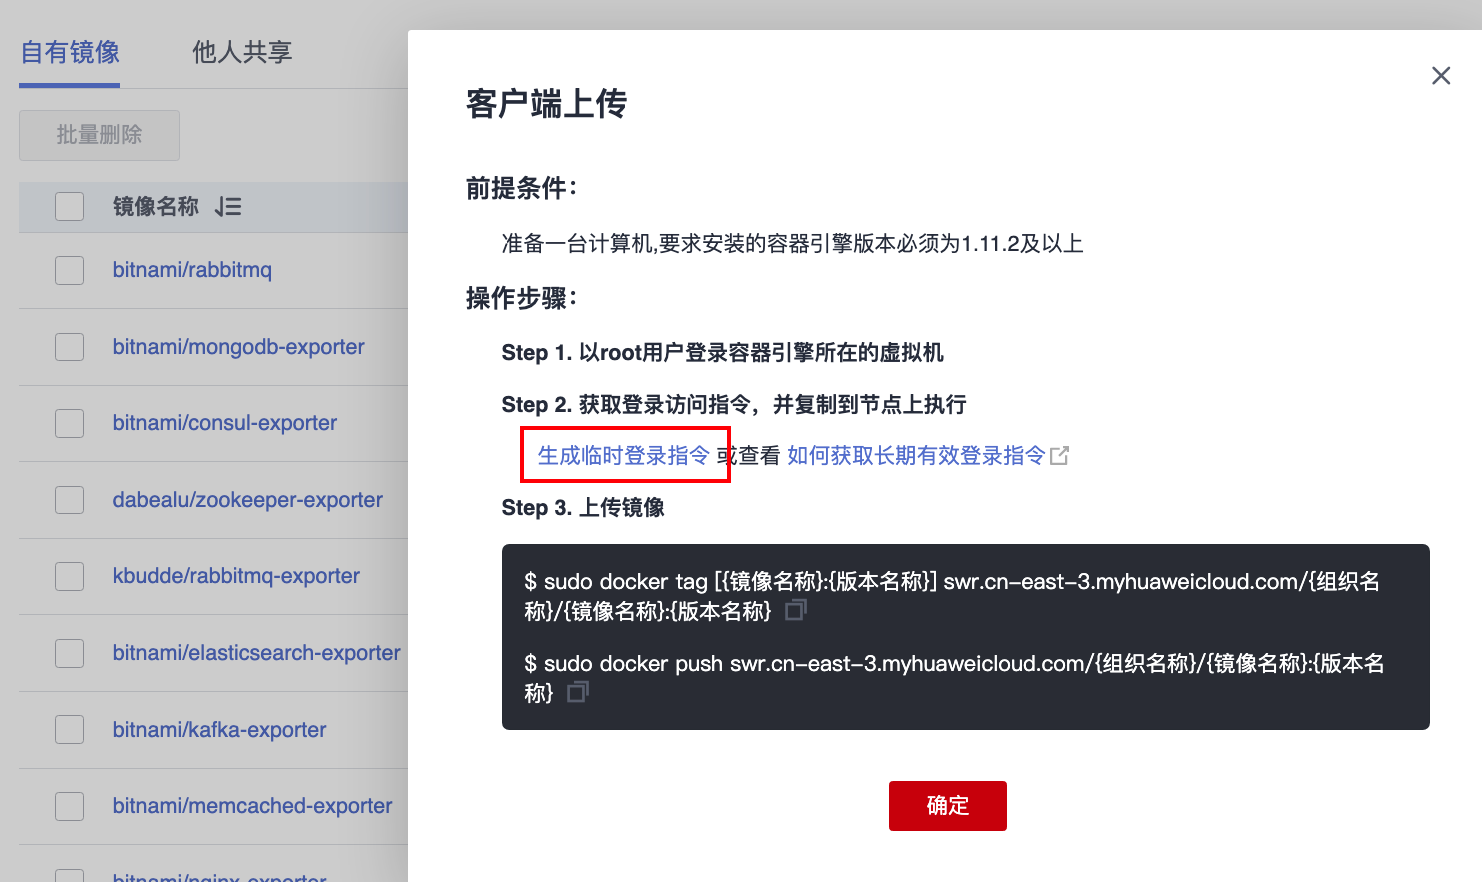 自有镜像
他人共享
批量删除
镜像名称
bitnami/rabbitmq
bitnami/mongodb-exporter
bitnami/consul-exporter
dabealu/zookeeper-exporter
kbudde/rabbitmq-exporter
bitnami/elasticsearch-exporter
bitnami/kafka-exporter
bitnami/memcached-exporter
bitnami/nginx-exporter
客户端上传
前提条件：
准备一台计算机,要求安装的容器引擎版本必须为1.11.2及以上
操作步骤：
Step 1. 以root用户登录容器引擎所在的虚拟机
Step 2. 获取登录访问指令，并复制到节点上执行
生成临时登录指令 或查看 如何获取长期有效登录指令
Step 3. 上传镜像
$ sudo docker tag [{镜像名称}:{版本名称}] swr.cn-east-3.myhuaweicloud.com/{组织名
称}/{镜像名称}:{版本名称}
$ sudo docker push swr.cn-east-3.myhuaweicloud.com/{组织名称}/{镜像名称}:{版本名
称}
确定